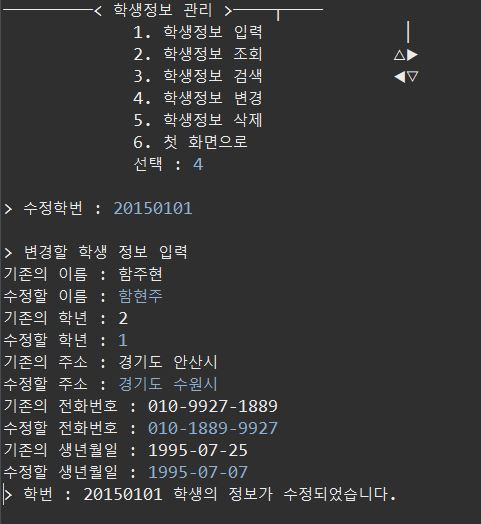 ─────────< 학생정보 관리 >────┬────
1. 학생정보 입력 │
2. 학생정보 조회 △▶
3. 학생정보 검색 ◀▽
4. 학생정보 변경
5. 학생정보 삭제
6. 첫 화면으로
선택 : 4
> 수정학번 : 20150101
> 변경할 학생 정보 입력
기존의 이름 : 함주현
수정할 이름 : 함현주
기존의 학년 : 2
수정할 학년 : 1
기존의 주소 : 경기도 안산시
수정할 주소 : 경기도 수원시
기존의 전화번호 : 010-9927-1889
수정할 전화번호 : 010-1889-9927
기존의 생년월일 : 1995-07-25
수정할 생년월일 : 1995-07-07
> 학번 : 20150101 학생의 정보가 수정되었습니다.